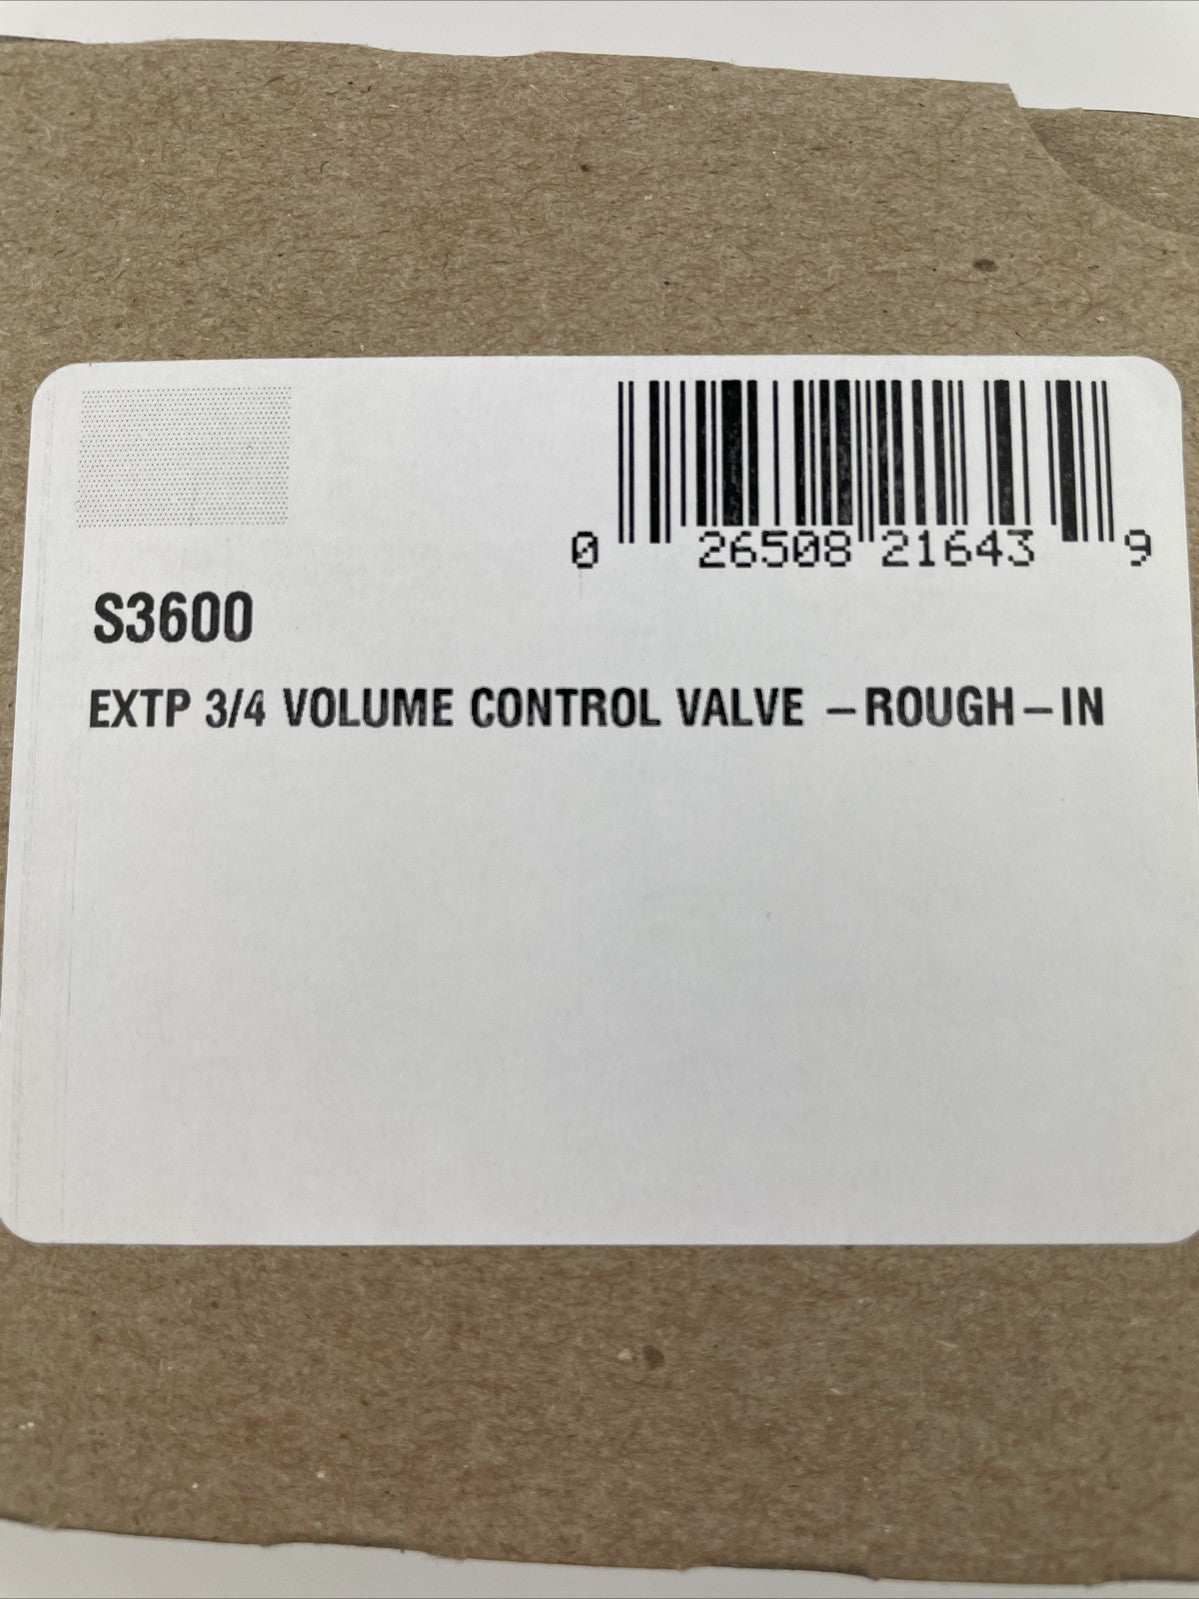 0 26508 21643 9
S3600
EXTP 3/4 VOLUME CONTROL VALVE -ROUGH-IN